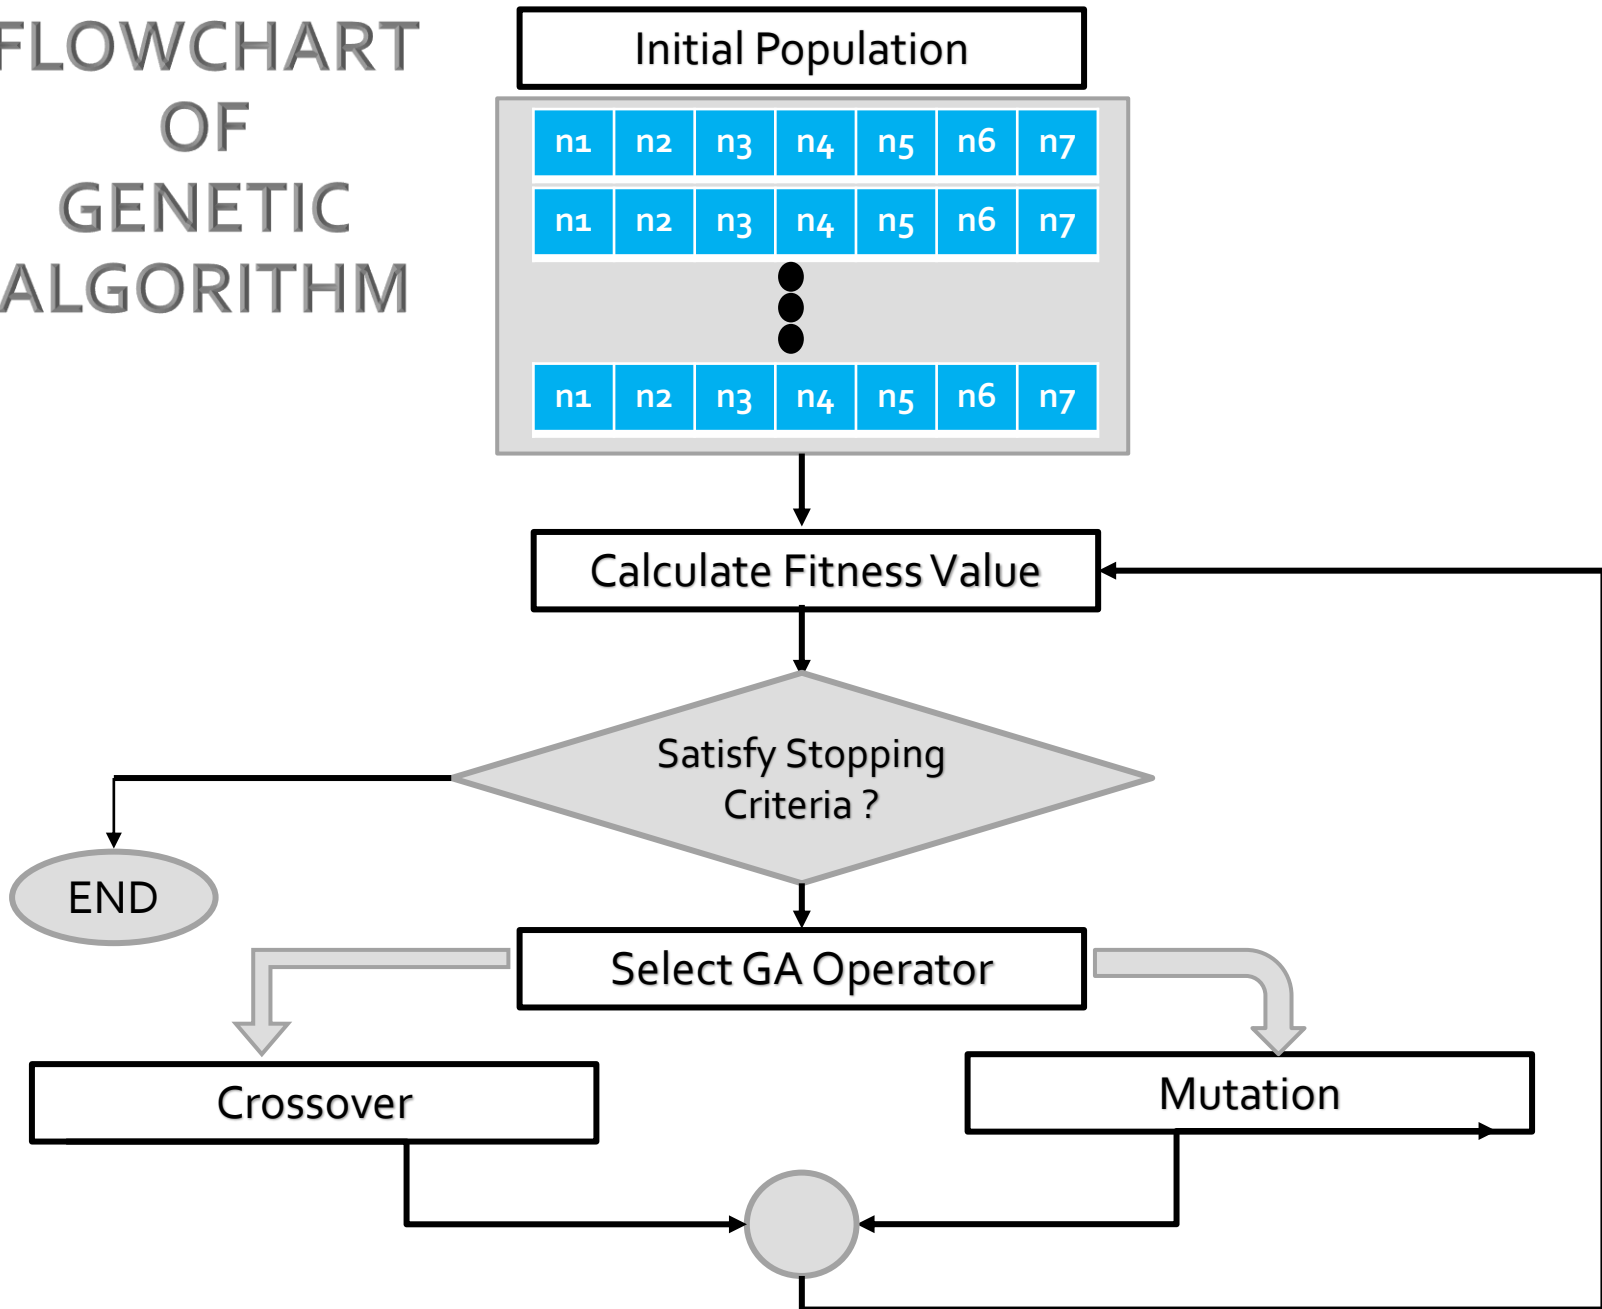 FLOWCHART
OF
GENETIC
ALGORITHM
Initial Population
n1 n2 n3 n4 n5 n6 n7
n1 n2 n3 n4 n5 n6 n7
n1 n2 n3 n4 n5 n6 n7
Calculate Fitness Value
Satisfy Stopping
Criteria ?
END
Select GA Operator
Crossover
Mutation